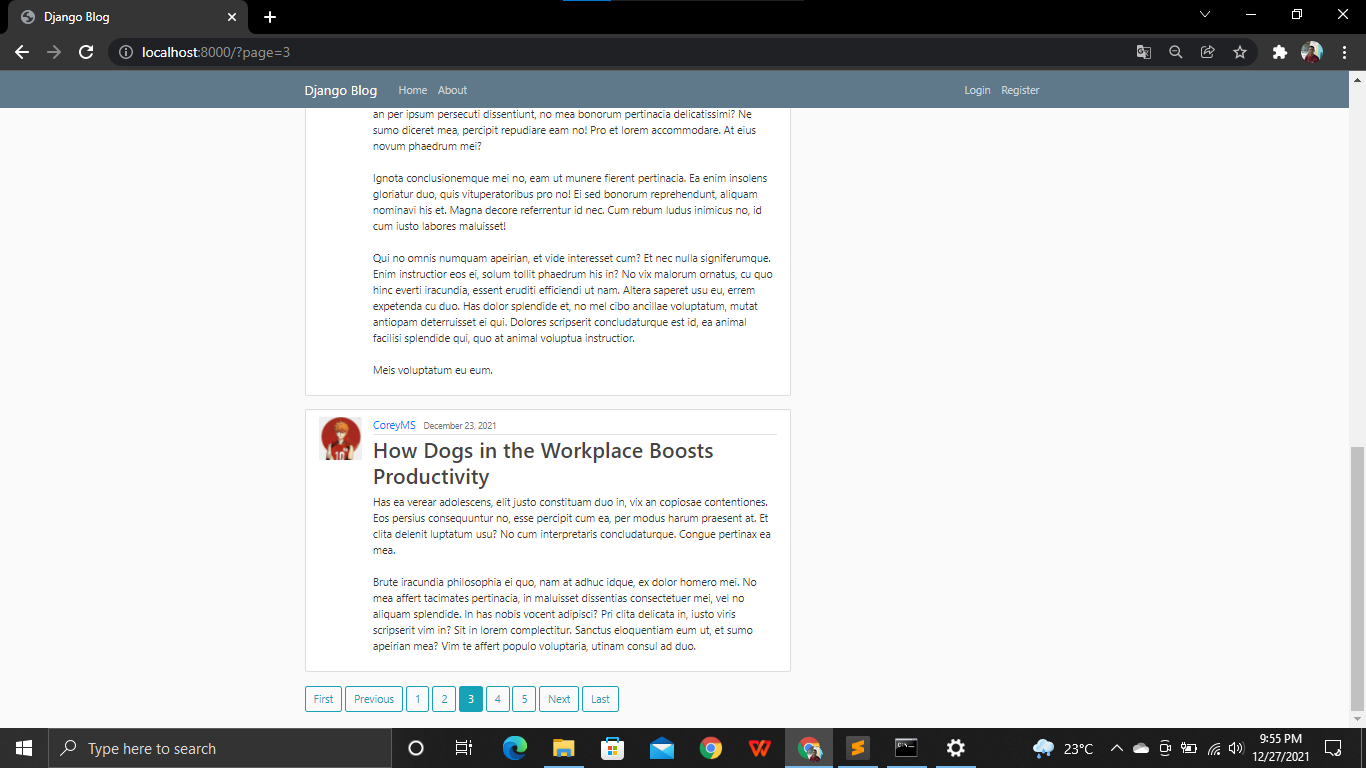 Django Blog
localhost:8000/?page=3
Django Blog Home About Login Register
an per ipsum persecuti dissentiunt, no mea bonorum pertinacia delicatissimi? Ne
sumo diceret mea, percipit repudiare eam no! Pro et lorem accommodare. At eius
novum phaedrum mei?
Ignota conclusionemque mei no, eam ut munere fierent pertinacia. Ea enim insolens
gloriatur duo, quis vituperatoribus pro no! Ei sed bonorum reprehendunt, aliquam
nominavi his et. Magna decore referrentur id nec. Cum rebum ludus inimicus no, id
cum iusto labores maluisset!
Qui no omnis numquam apeirian, et vide interesset cum? Et nec nulla signiferumque.
Enim instructior eos ei, solum tollit phaedrum his in? No vix malorum ornatus, cu quo
hinc everti iracundia, essent eruditi efficiendi ut nam. Altera saperet usu eu, errem
expetenda cu duo. Has dolor splendide et, no mel cibo ancillae voluptatum, mutat
antiopam deterruisset ei qui. Dolores scripserit concludaturque est id, ea animal
facilisi splendide qui, quo at animal voluptua instructior.
Meis voluptatum eu eum.
CoreyMS December 23, 2021
How Dogs in the Workplace Boosts
Productivity
Has ea verear adolescens, elit justo constituam duo in, vix an copiosae contentiones.
Eos persius consequuntur no, esse percipit cum ea, per modus harum praesent at. Et
clita delenit luptatum usu? No cum interpretaris concludaturque. Congue pertinax ea
mea.
Brute iracundia philosophia ei quo, nam at adhuc idque, ex dolor homero mei. No
mea affert tacimates pertinacia, in maluisset dissentias consectetuer mei, vel no
aliquam splendide. In has nobis vocent adipisci? Pri clita delicata in, iusto viris
scripserit vim in? Sit in lorem complectitur. Sanctus eloquentiam eum ut, et sumo
apeirian mea? Vim te affert populo voluptaria, utinam consul ad duo.
First Previous 1 2 3 4 5 Next Last
Type here to search 23°C 9:55 PM
12/27/2021